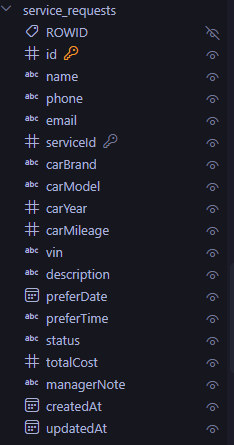 service_requests
ROWID
id
name
phone
email
serviceId
carBrand
carModel
carYear
carMileage
vin
description
preferDate
preferTime
status
totalCost
managerNote
createdAt
updatedAt